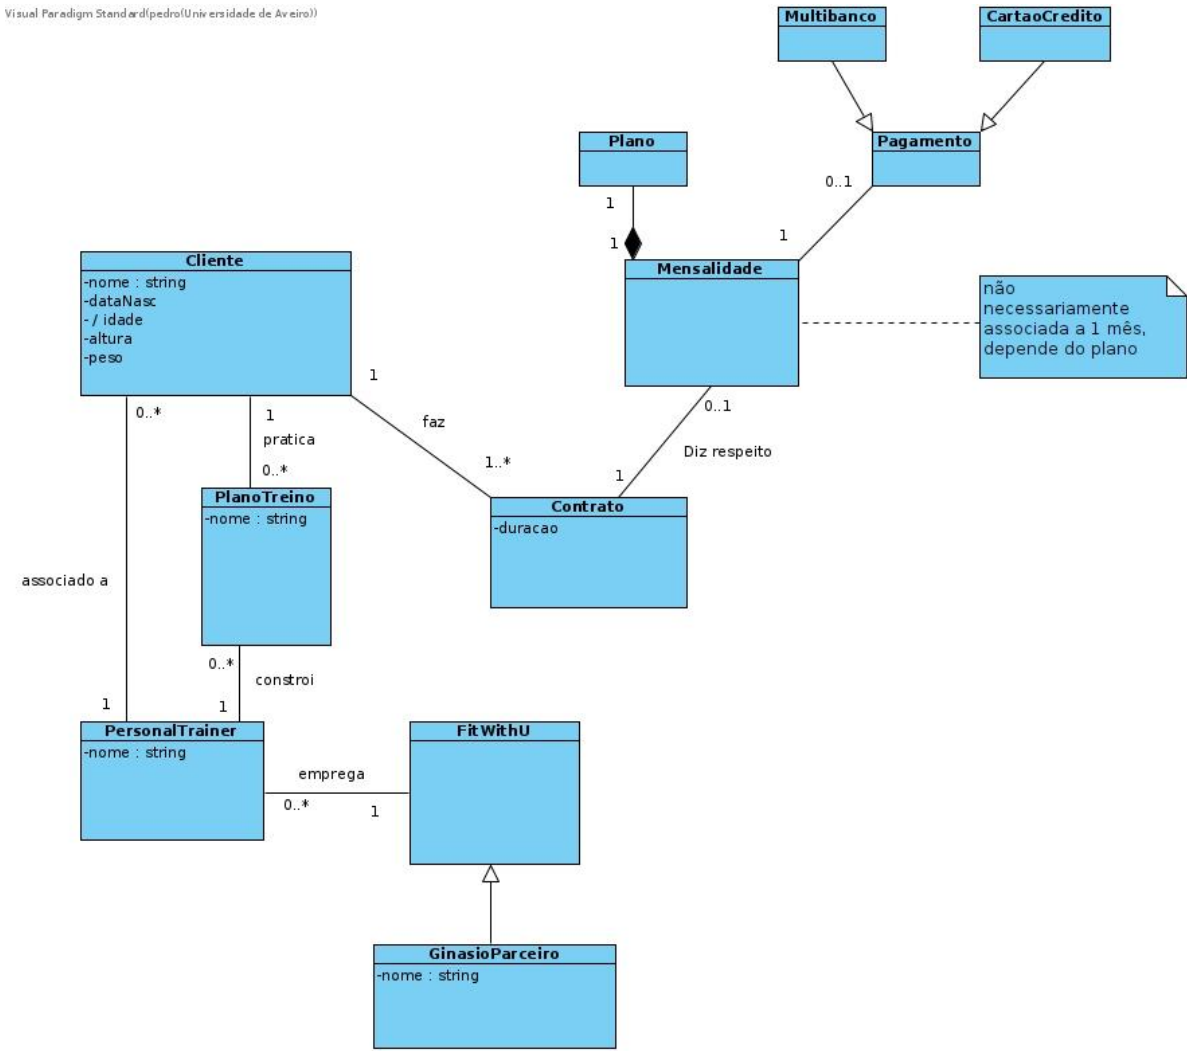 Visual Paradigm Standard(pedro(Universidade de Aveiro))
Multibanco
CartaoCredito
Plano
Pagamento
1
0..1
1
1
Mensalidade
não
necessariamente
associada a 1 mês,
depende do plano
Cliente
-nome : string
-dataNasc
-/ idade
-altura
-peso
1
faz
1..*
0..1
Diz respeito
1
Contrato
-duracao
0..*
1
pratica
0..*
PlanoTreino
-nome : string
associado a
0..*
constroi
1
1
PersonalTrainer
-nome : string
emprega
0..*
1
FitWithU
GinasioParceiro
-nome : string